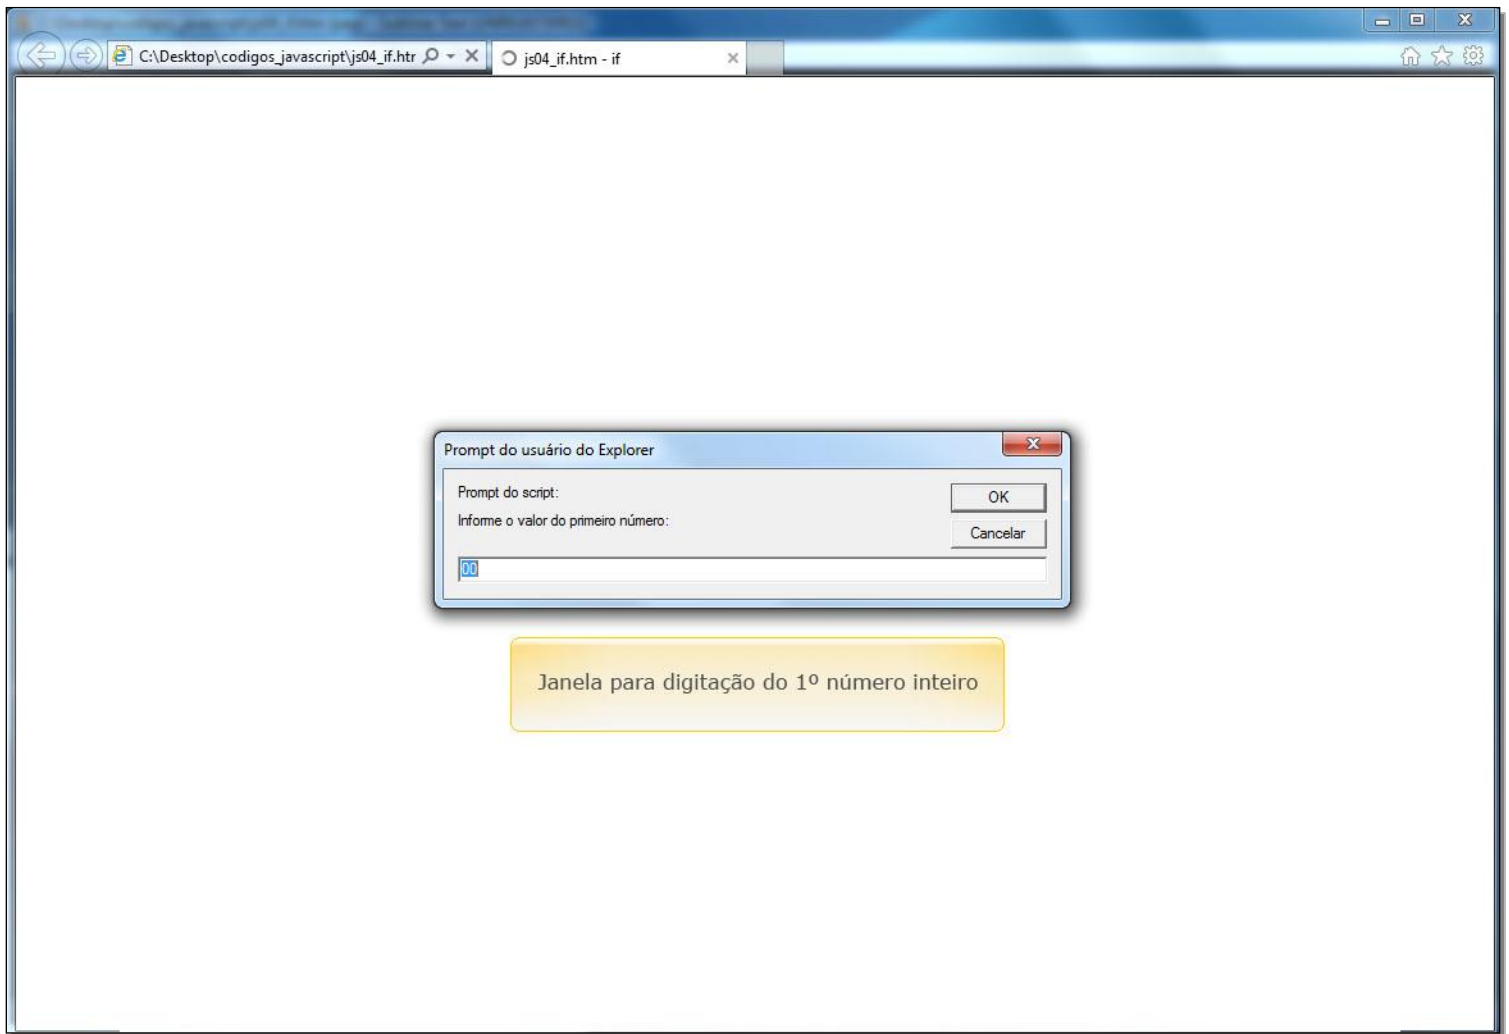 C:\Desktop\codigos_javascript\js04_if.htr
js04_if.htm - if
Prompt do usuário do Explorer
Prompt do script:
OK
Informe o valor do primeiro número:
Cancelar
00
Janela para digitação do 1º número inteiro